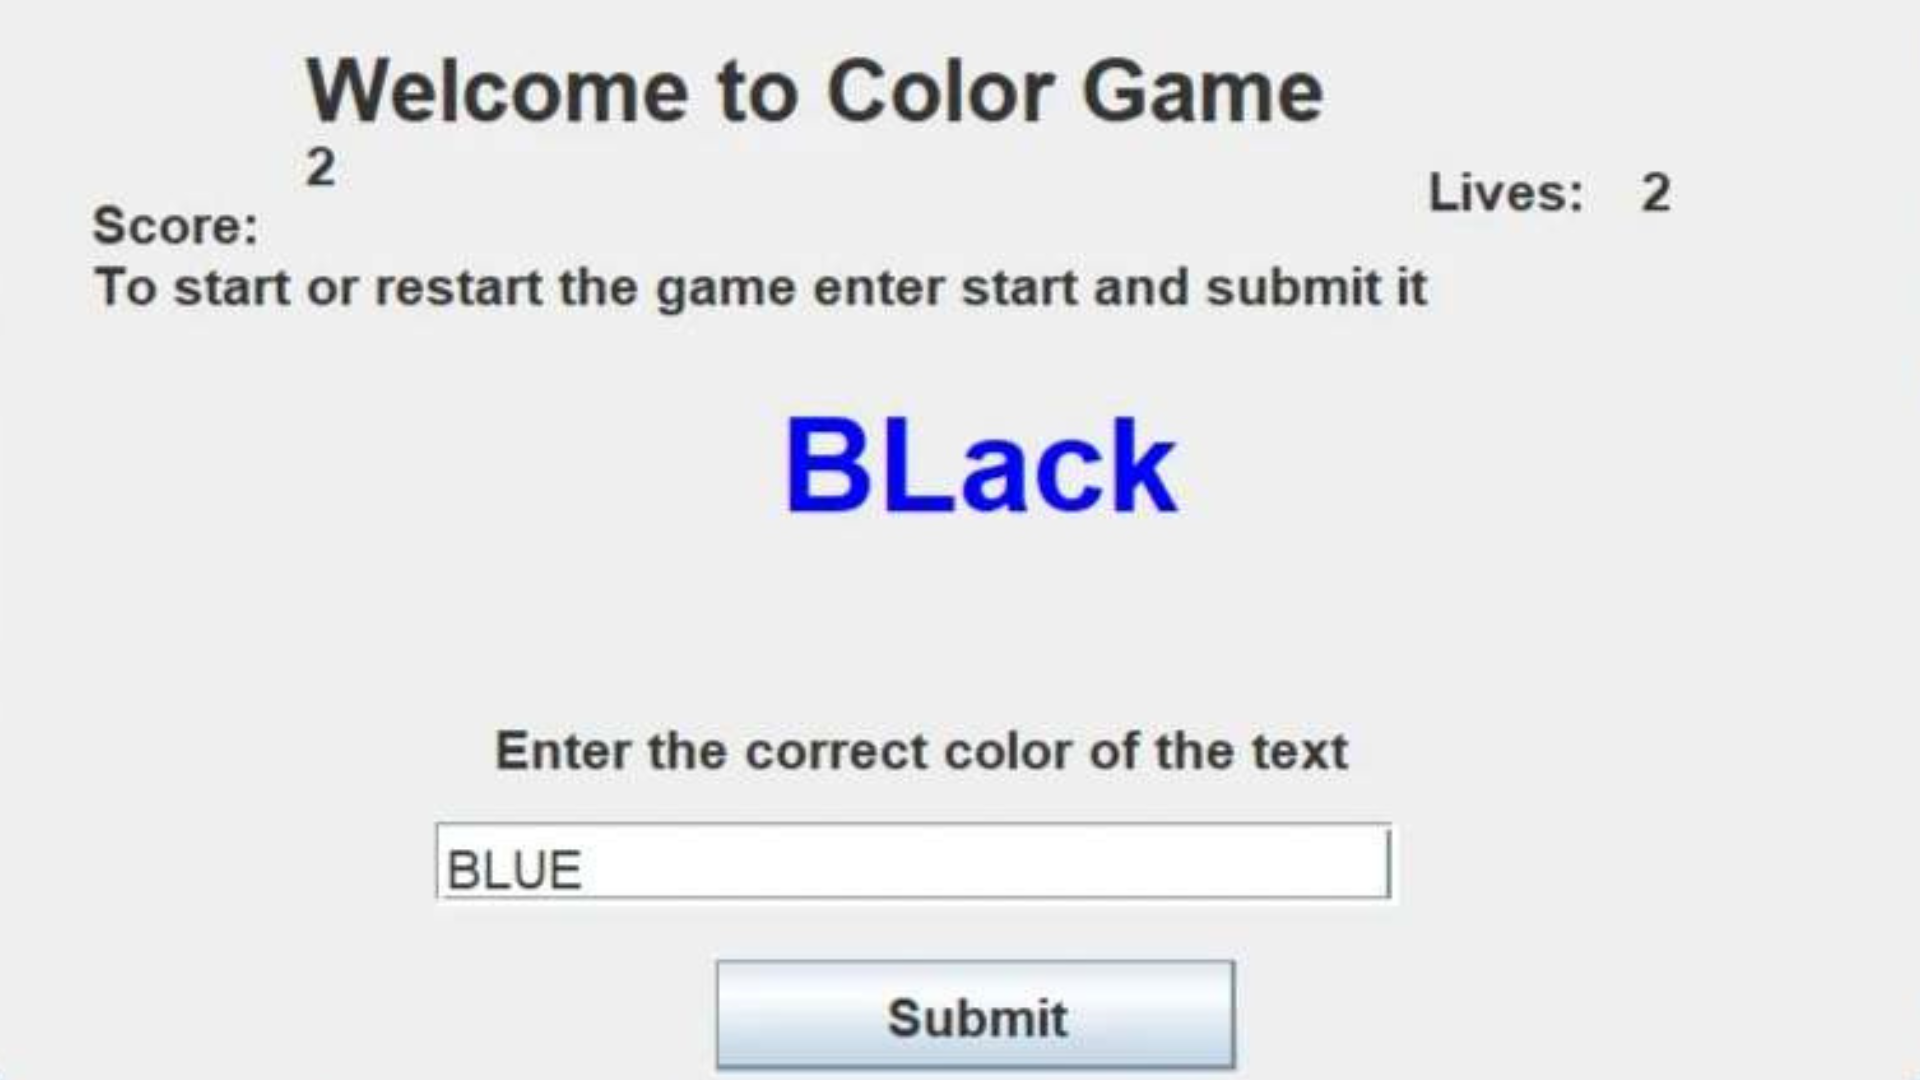 Welcome to Color Game
2
Lives: 2
Score:
To start or restart the game enter start and submit it
BLack
Enter the correct color of the text
BLUE
Submit